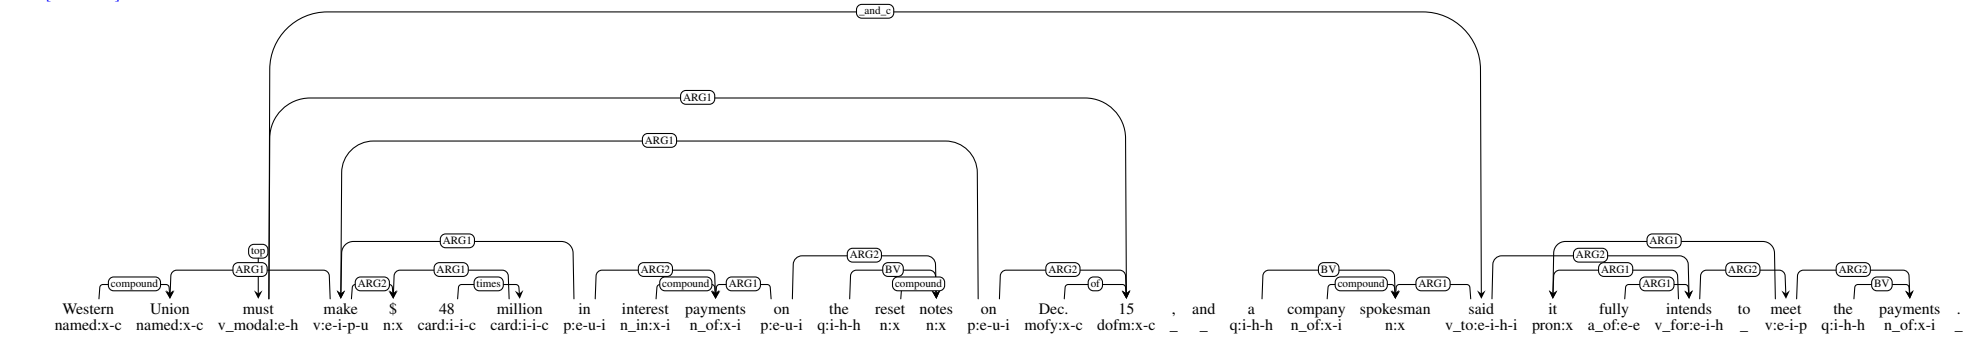 _and_c
ARG1
ARG1
top
ARG1
ARG1
ARG2
ARG1
ARG2
ARG1
compound
ARG2
ARG1
times
ARG2
compound
ARG1
BV
compound
ARG2
of
BV
compound
ARG1
ARG1
ARG1
ARG2
ARG2
BV
Western Union must make $ 48 million in interest payments on the reset notes on Dec. 15 , and a company spokesman said it fully intends to meet the payments .
named:x-c named:x-c v_modal:e-h v:e-i-p-u n:x card:i-i-c card:i-i-c p:e-u-i n_in:x-i n_of:x-i p:e-u-i q:i-h-h n:x n:x p:e-u-i mofy:x-c dofm:x-c _ _ q:i-h-h n_of:x-i n:x v_to:e-i-h-i pron:x a_of:e-e v_for:e-i-h _ v:e-i-p q:i-h-h n_of:x-i _